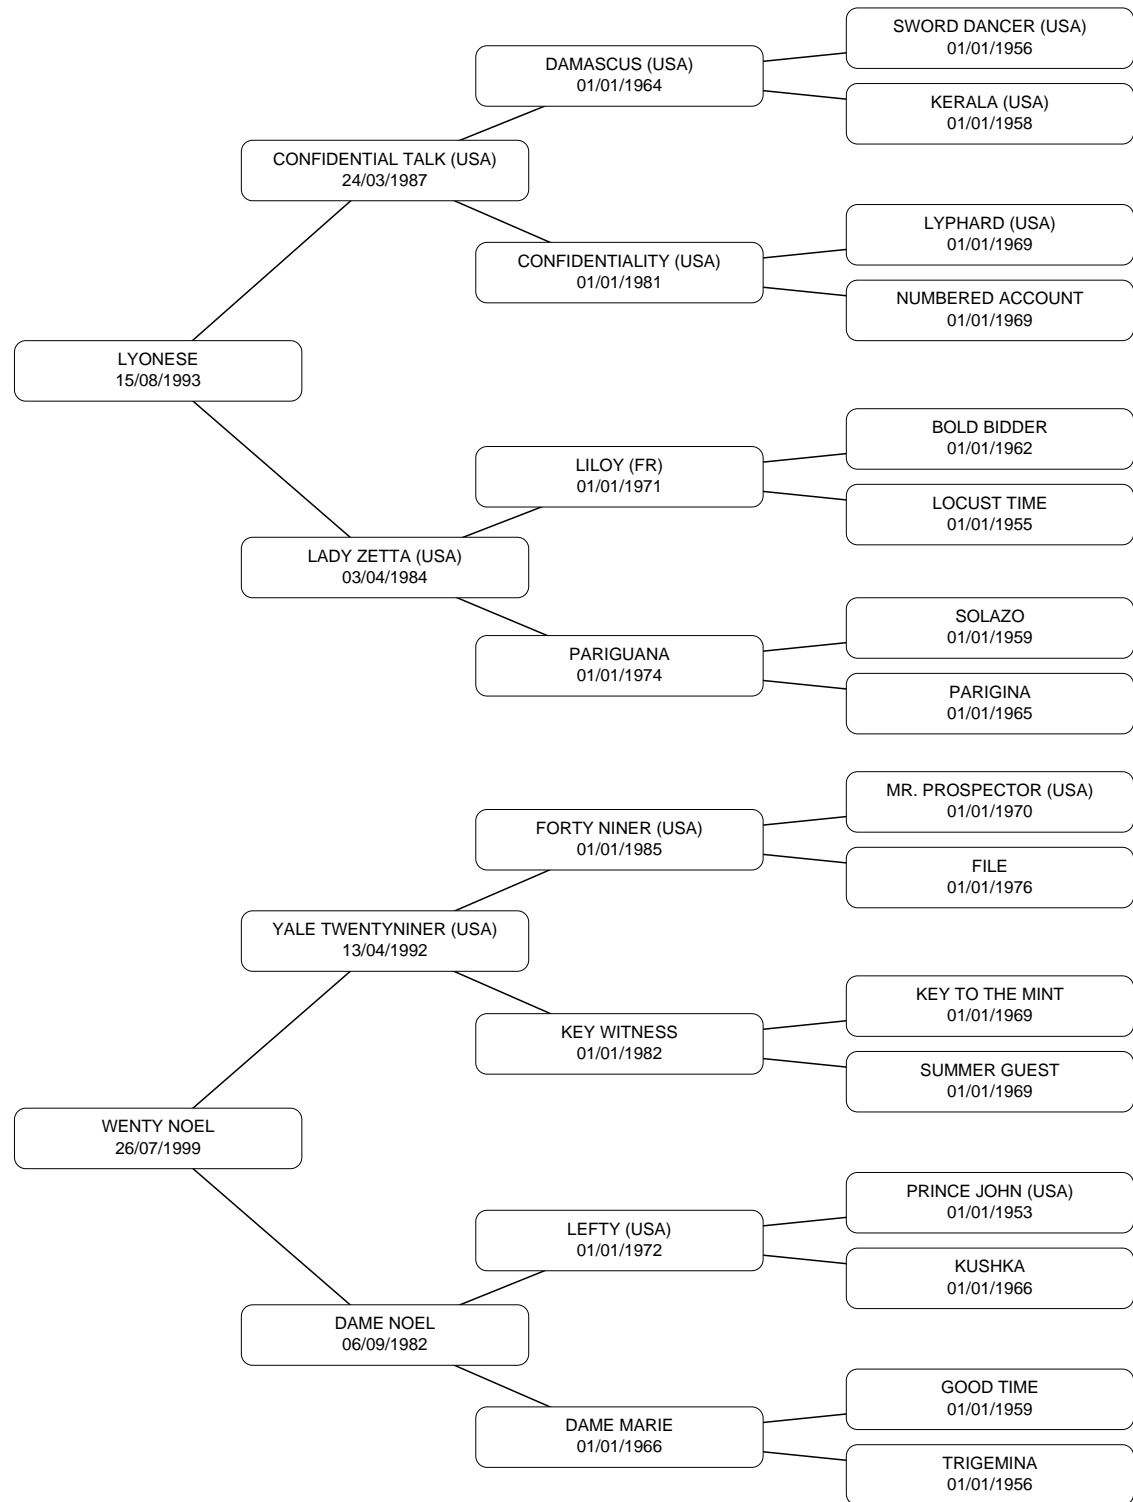 SWORD DANCER (USA)
01/01/1956
DAMASCUS (USA)
01/01/1964
KERALA (USA)
01/01/1958
CONFIDENTIAL TALK (USA)
24/03/1987
LYPHARD (USA)
01/01/1969
CONFIDENTIALITY (USA)
01/01/1981
NUMBERED ACCOUNT
01/01/1969
LYONESE
15/08/1993
BOLD BIDDER
01/01/1962
LILOY (FR)
01/01/1971
LOCUST TIME
01/01/1955
LADY ZETTA (USA)
03/04/1984
SOLAZO
01/01/1959
PARIGUANA
01/01/1974
PARIGINA
01/01/1965
MR. PROSPECTOR (USA)
01/01/1970
FORTY NINER (USA)
01/01/1985
FILE
01/01/1976
YALE TWENTYNINER (USA)
13/04/1992
KEY TO THE MINT
01/01/1969
KEY WITNESS
01/01/1982
SUMMER GUEST
01/01/1969
WENTY NOEL
26/07/1999
PRINCE JOHN (USA)
01/01/1953
LEFTY (USA)
01/01/1972
KUSHKA
01/01/1966
DAME NOEL
06/09/1982
GOOD TIME
01/01/1959
DAME MARIE
01/01/1966
TRIGEMINA
01/01/1956